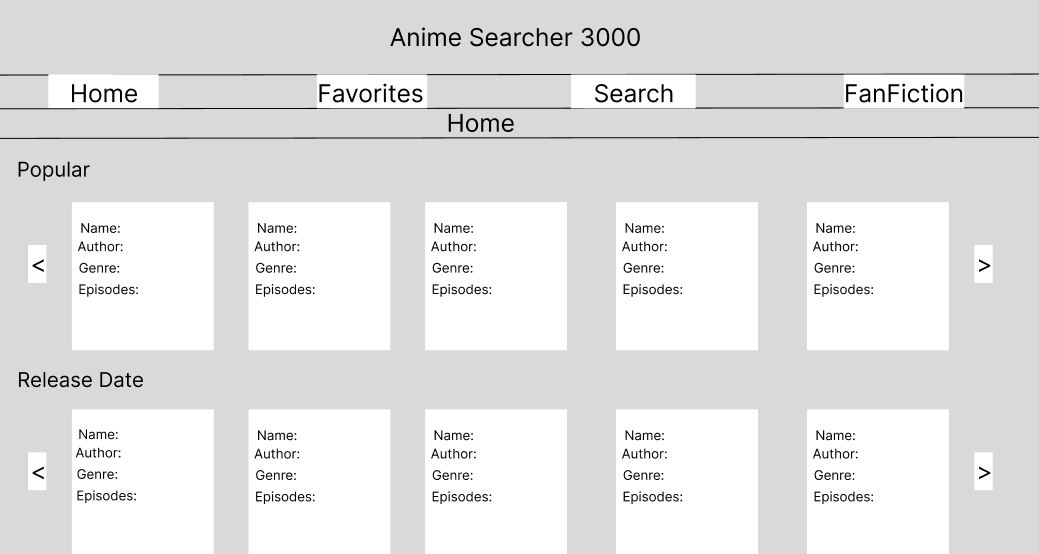 Anime Searcher 3000
Home Favorites Search FanFiction
Home
Popular
Name: Name: Name: Name: Name:
Author: Author: Author: Author: Author:
< Genre: Genre: Genre: Genre: Genre: >
Episodes: Episodes: Episodes: Episodes: Episodes:
Release Date
Name: Name: Name: Name: Name:
Author: Author: Author: Author: Author:
< Genre: Genre: Genre: Genre: Genre: >
Episodes: Episodes: Episodes: Episodes: Episodes: